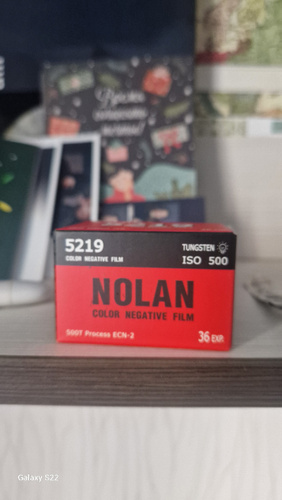 5219
COLOR NEGATIVE FILM
TUNGSTEN
ISO 500
NOLAN
COLOR NEGATIVE FILM
500T Process ECN-2
36 EXP.
Galaxy S22